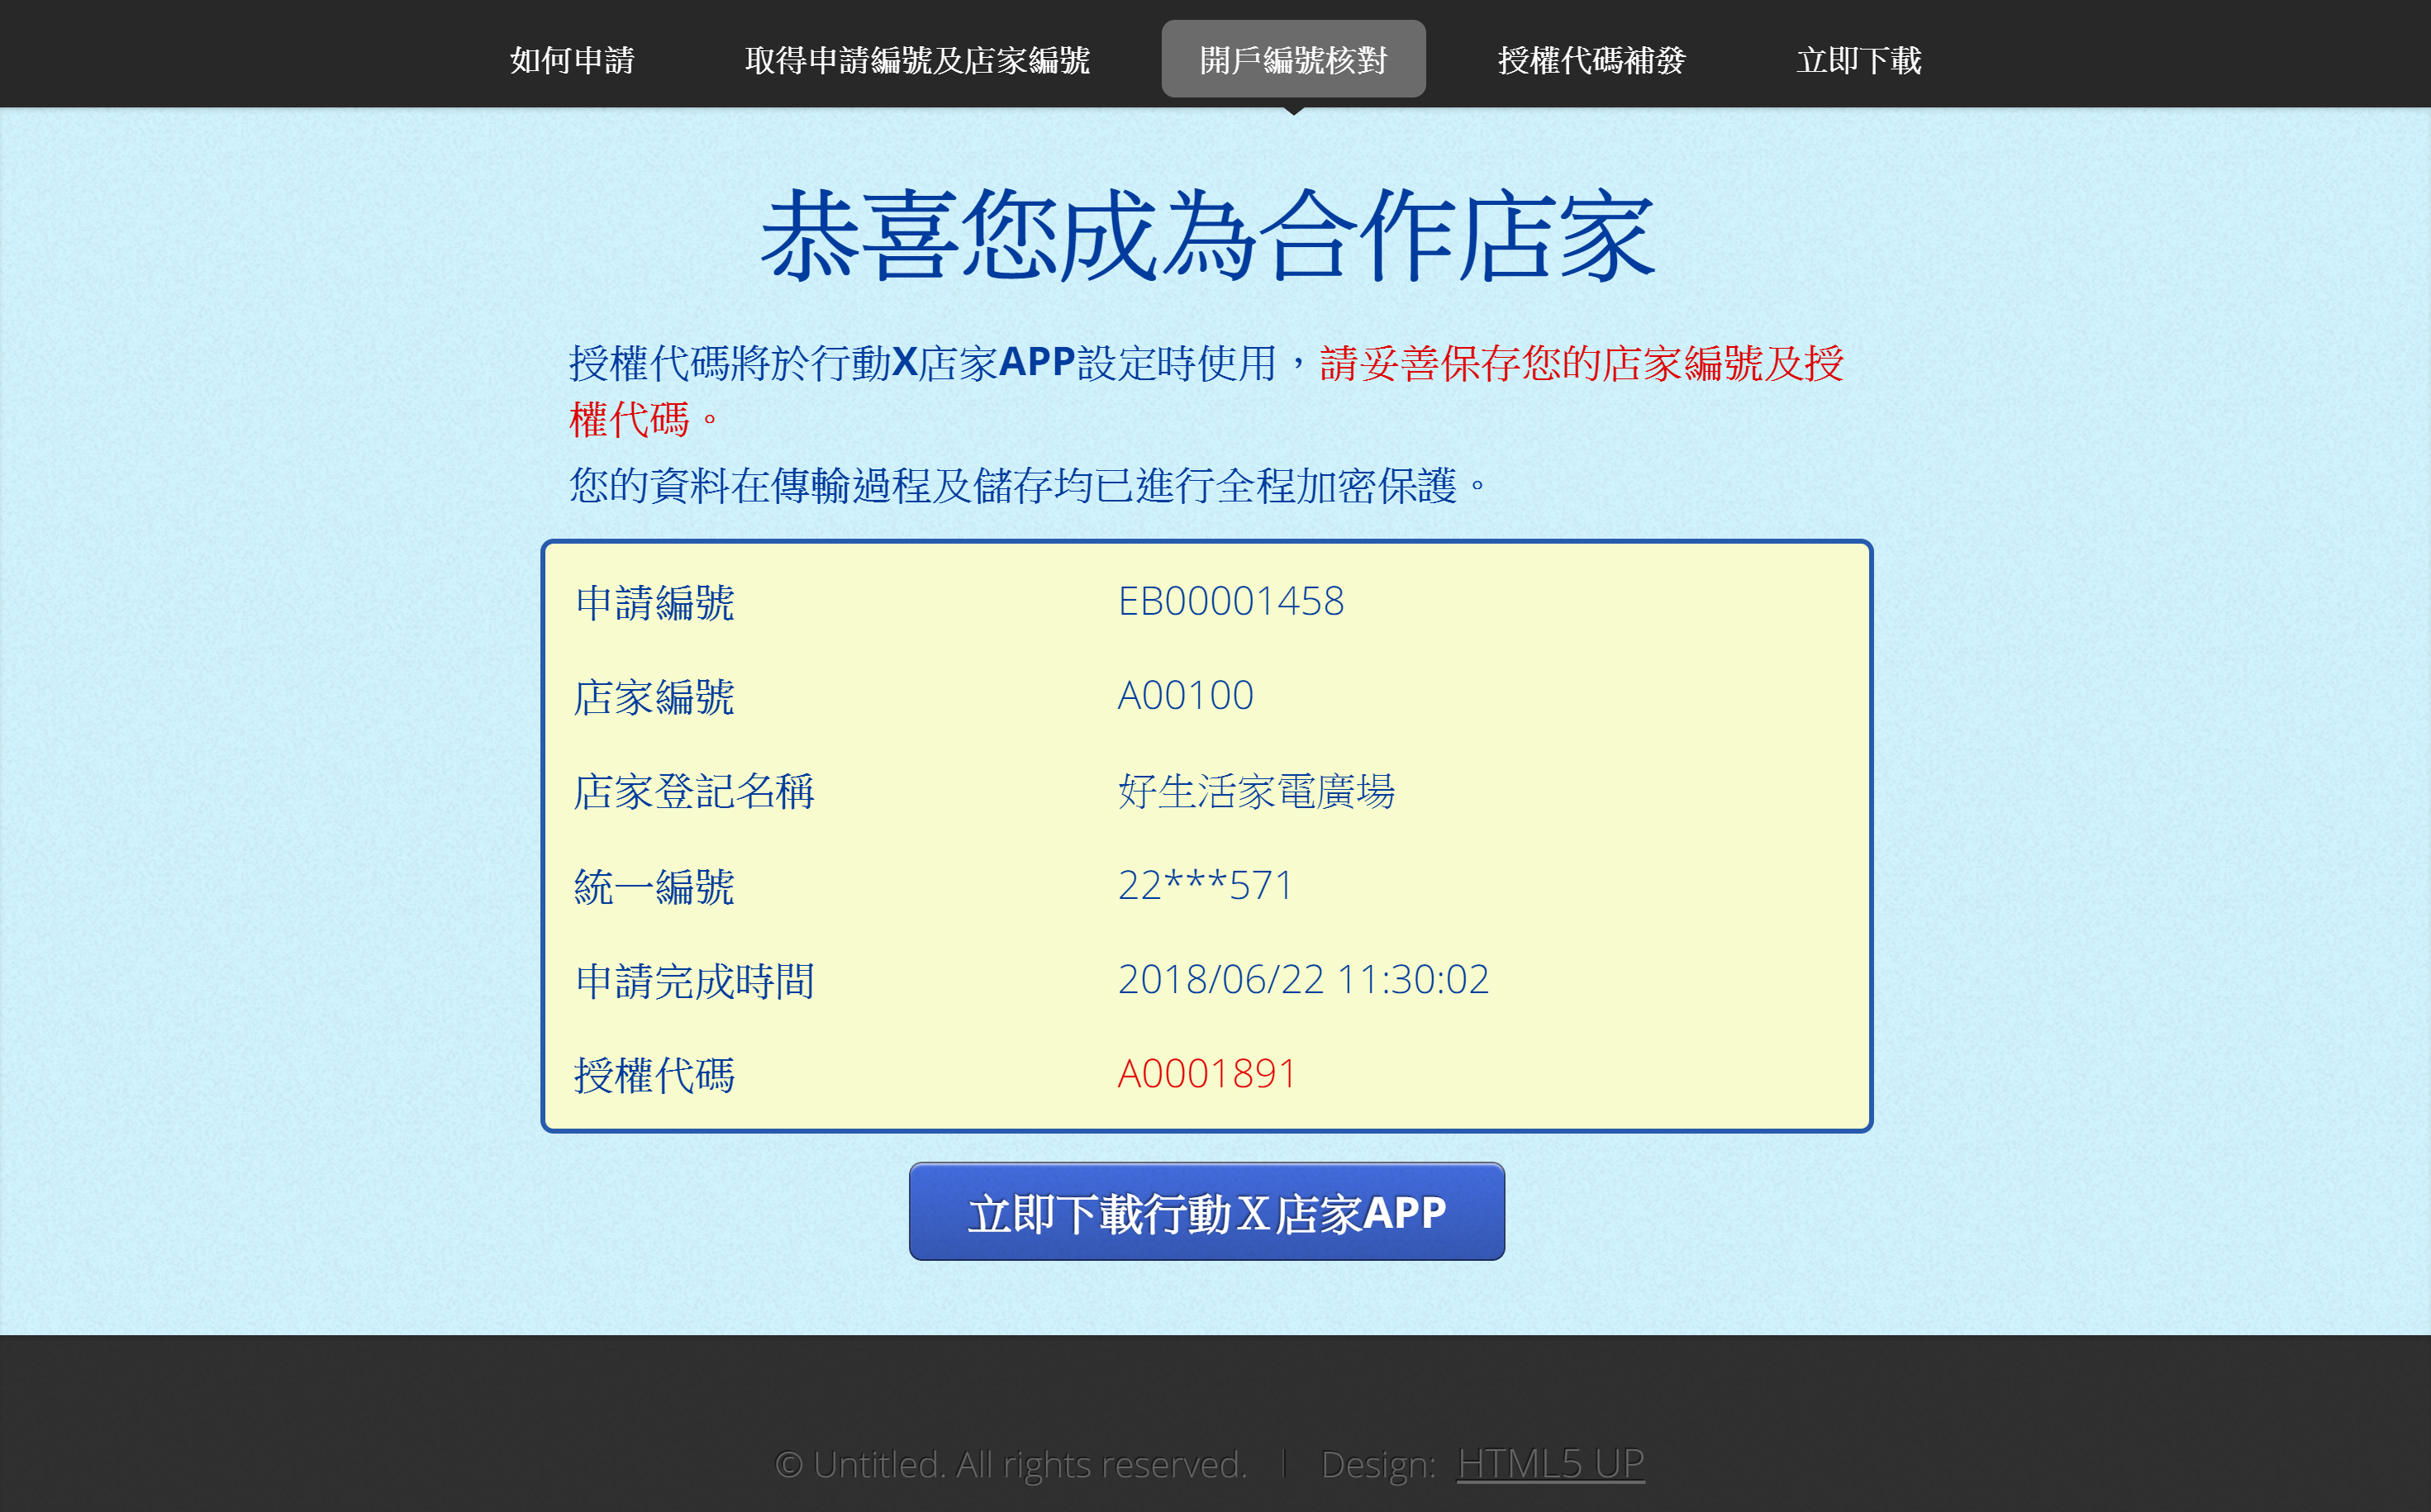 如何申請 取得申請編號及店家編號 開戶編號核對 授權代碼補發 立即下載
恭喜您成為合作店家
授權代碼將於行動X店家APP設定時使用，請妥善保存您的店家編號及授
權代碼。
您的資料在傳輸過程及儲存均已進行全程加密保護。
申請編號 EB00001458
店家編號 A00100
店家登記名稱 好生活家電廣場
統一編號 22***571
申請完成時間 2018/06/22 11:30:02
授權代碼 A0001891
立即下載行動Ｘ店家APP
© Untitled. All rights reserved. | Design: HTML5 UP